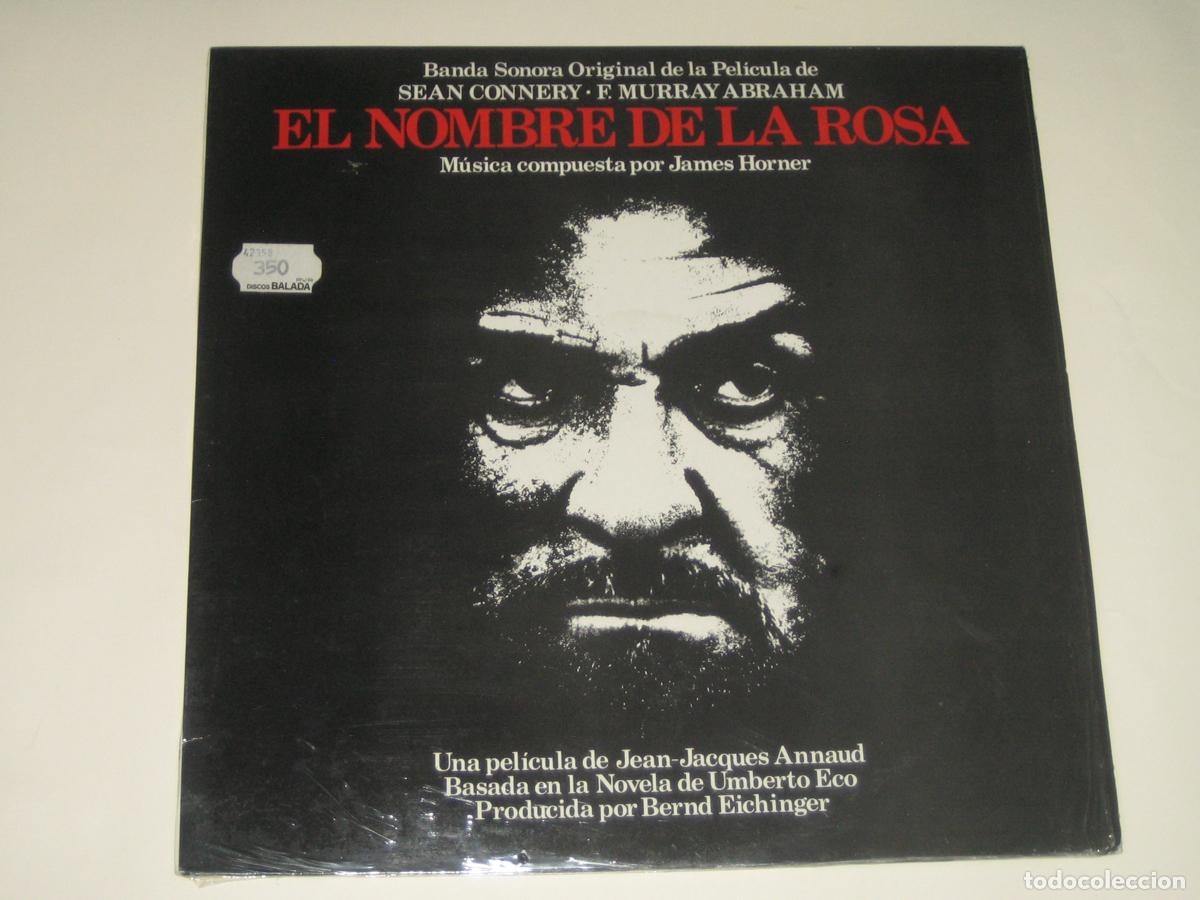 Banda Sonora Original de la Película de
SEAN CONNERY · F. MURRAY ABRAHAM
EL NOMBRE DE LA ROSA
Música compuesta por James Horner
350
DISCOS BALADA
Una película de Jean-Jacques Annaud
Basada en la Novela de Umberto Eco
Producida por Bernd Eichinger
todocoleccion